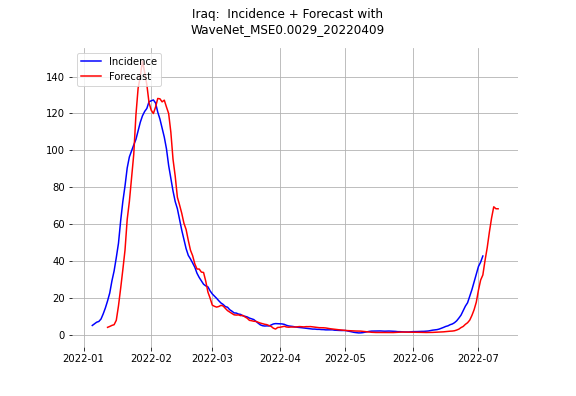 Iraq: Incidence + Forecast with
WaveNet_MSE0.0029_20220409
Incidence
Forecast
140
120
100
80
60
40
20
0
2022-01 2022-02 2022-03 2022-04 2022-05 2022-06 2022-07